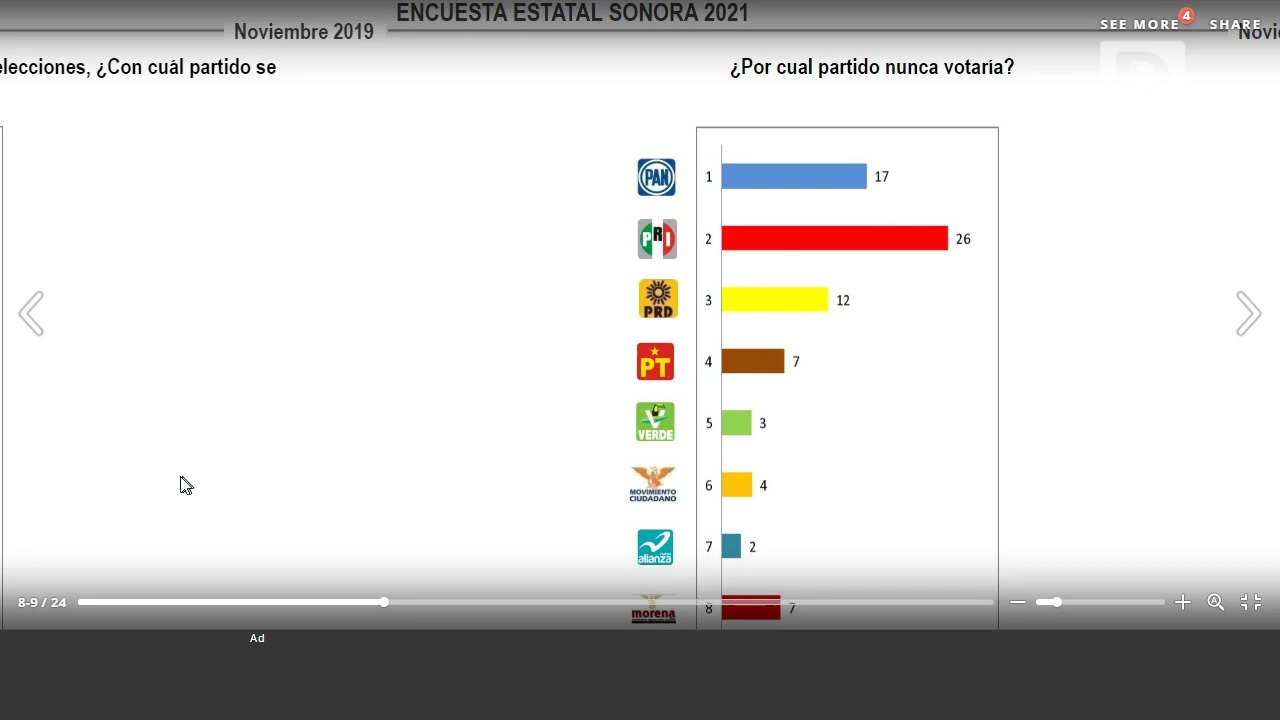 ENCUESTA ESTATAL SONORA 2021
SEE MORE 4 SHARE
Noviembre 2019
elecciones, ¿Con cuál partido se
¿Por cual partido nunca votaría?
PAN 1 17
PRI 2 26
PRD 3 12
PT 4 7
VERDE 5 3
MOVIMIENTO
CIUDADANO 6 4
nueva
alianza 7 2
morena 8 7
8-9 / 24
Ad